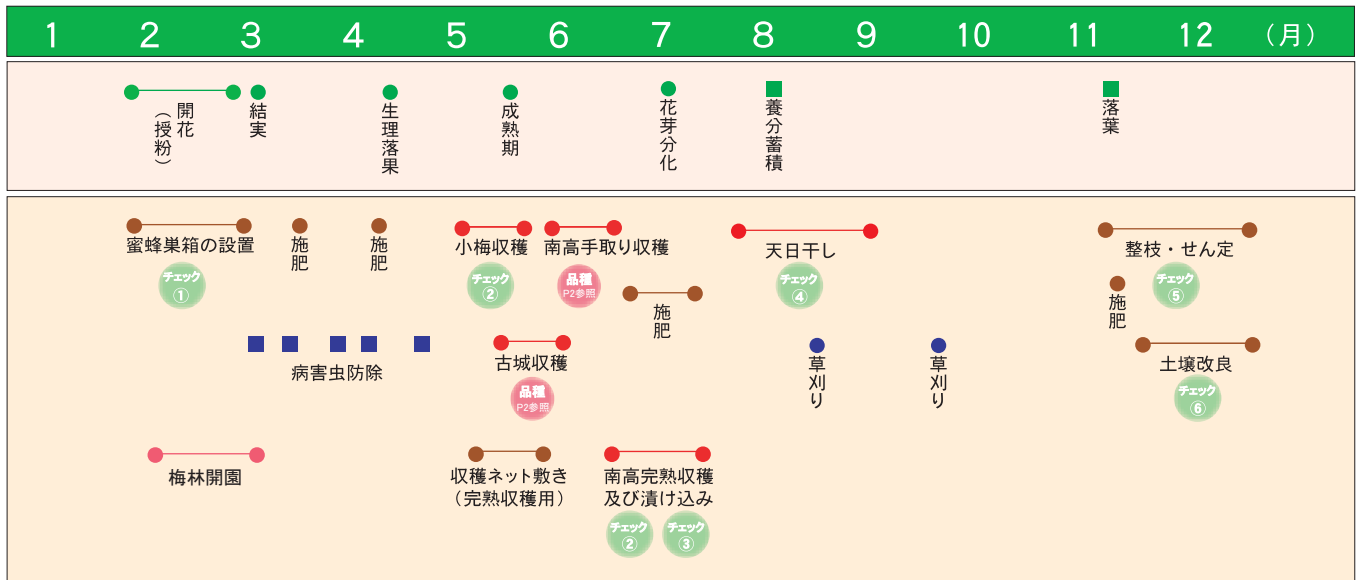 1 2 3 4 5 6 7 8 9 10 11 12 (月)
開花
(授粉)
結実
生理落果
成熟期
花芽分化
養分蓄積
落葉
蜜蜂巣箱の設置
チェック
①
施肥
施肥
小梅収穫
チェック
②
南高手取り収穫
品種
P2参照
施肥
天日干し
チェック
④
整枝・せん定
チェック
⑤
施肥
病害虫防除
古城収穫
品種
P2参照
草刈り
草刈り
土壌改良
チェック
⑥
梅林開園
収穫ネット敷き
(完熟収穫用)
南高完熟収穫
及び漬け込み
チェック
②
チェック
③